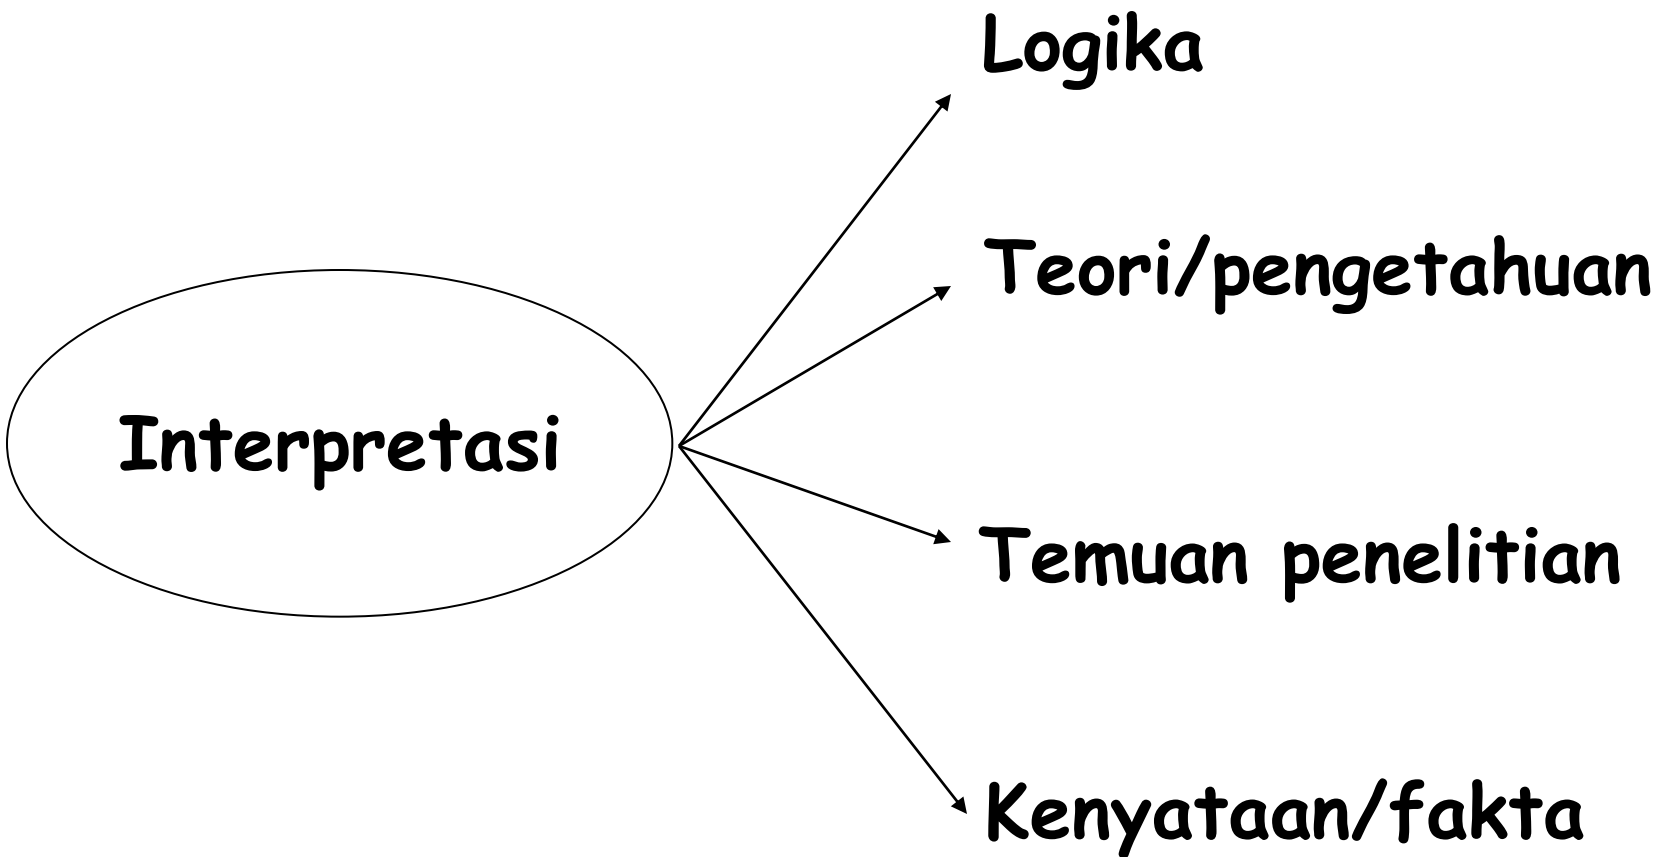 Logika
Teori/pengetahuan
Interpretasi
Temuan penelitian
Kenyataan/fakta